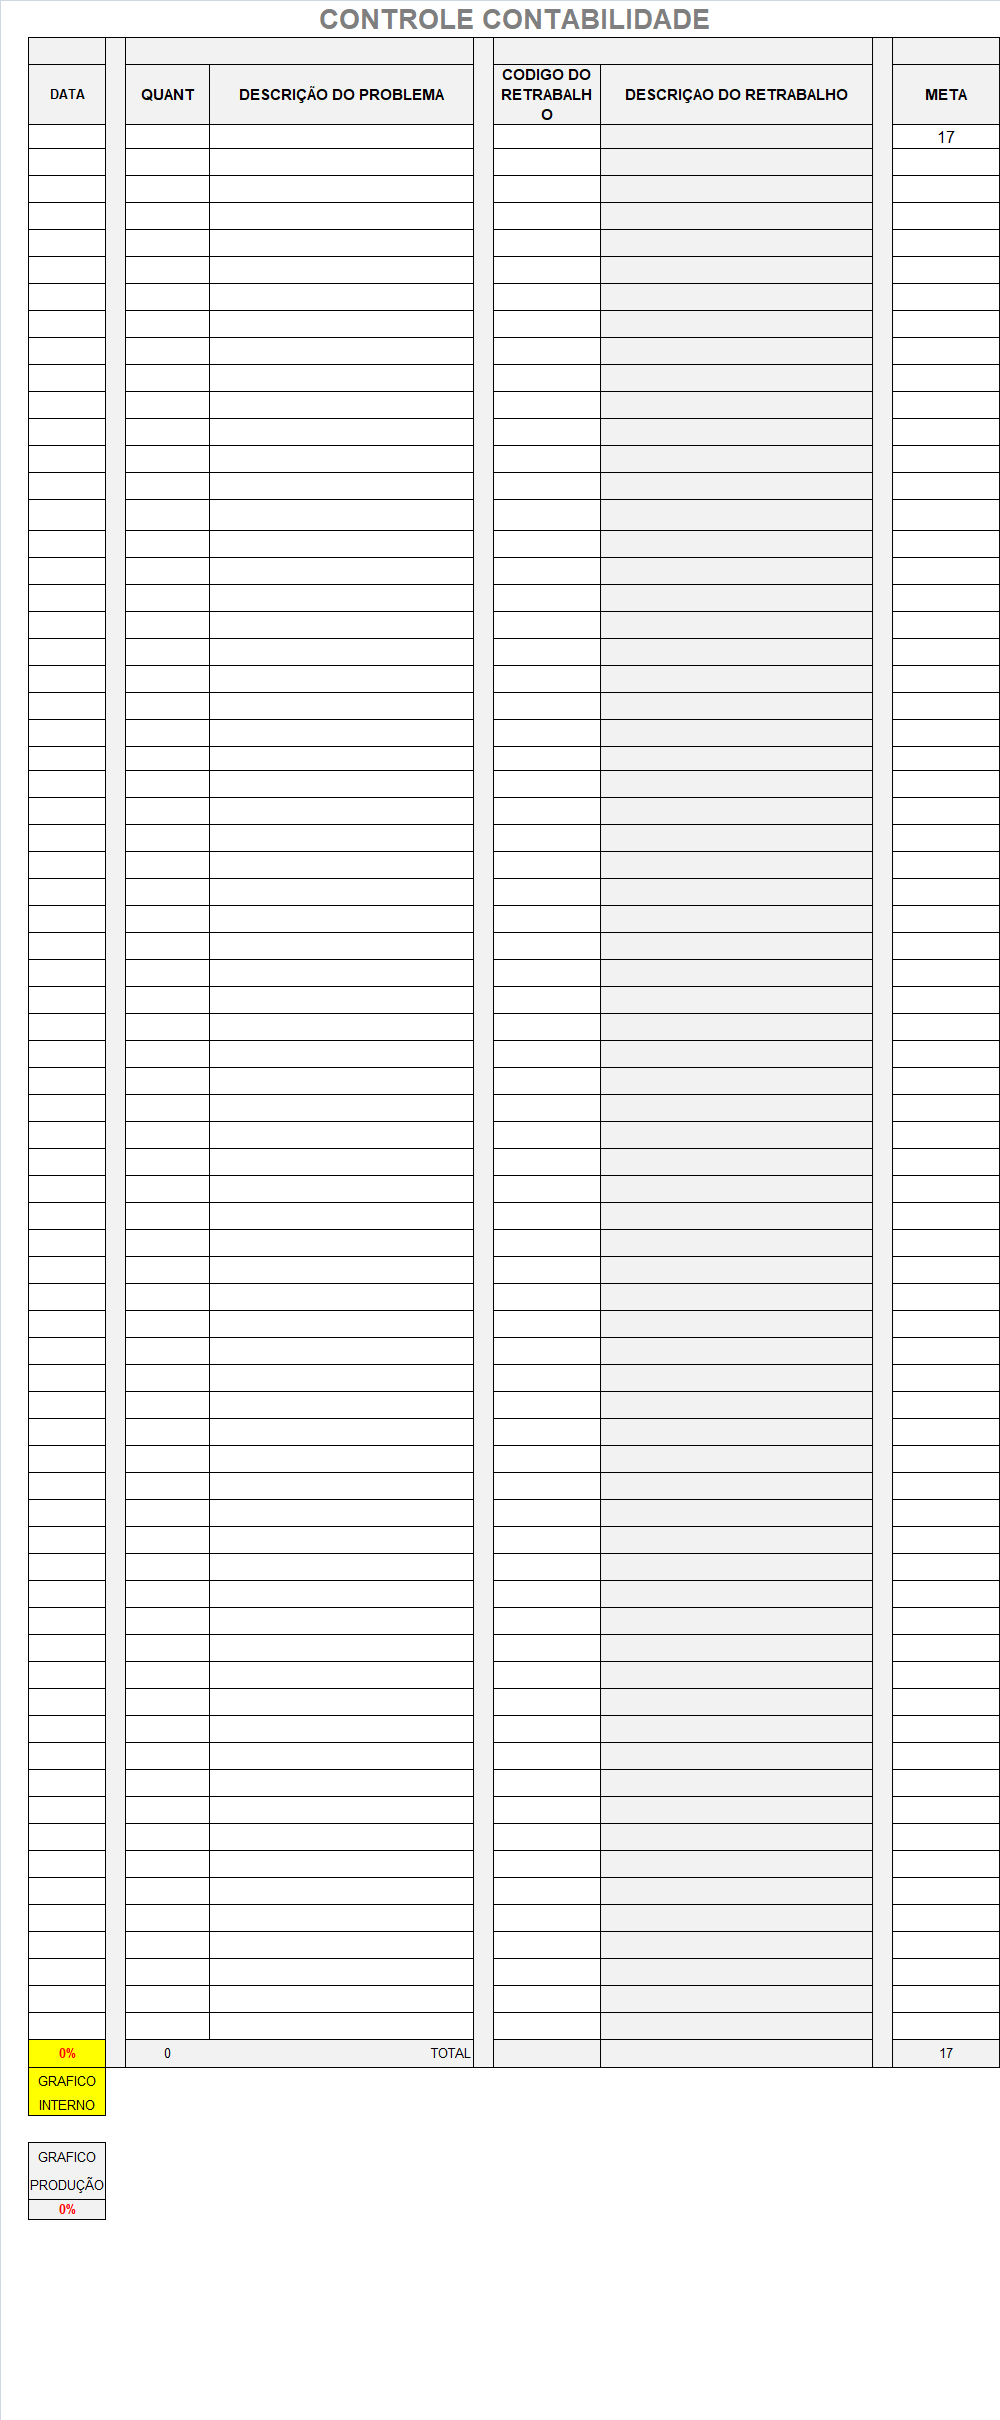 CONTROLE CONTABILIDADE
DATA
QUANT
DESCRIÇÃO DO PROBLEMA
CODIGO DO
RETRABALH
O
DESCRIÇAO DO RETRABALHO
META
17
0%
0
TOTAL
17
GRAFICO
INTERNO
GRAFICO
PRODUÇÃO
0%